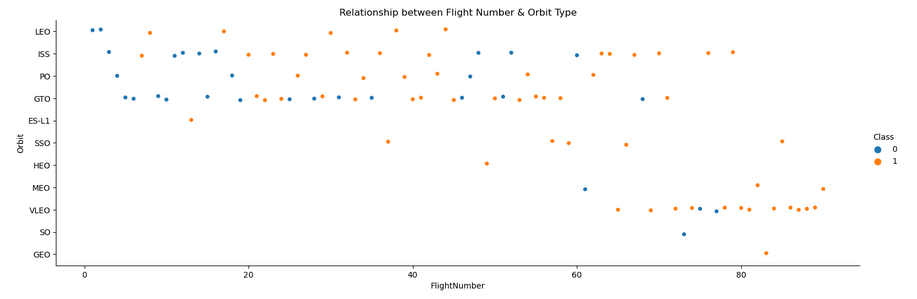 Relationship between Flight Number & Orbit Type
LEO
ISS
PO
GTO
ES-L1
SSO
HEO
MEO
VLEO
SO
GEO
Orbit
0
20
40
60
80
FlightNumber
Class
0
1